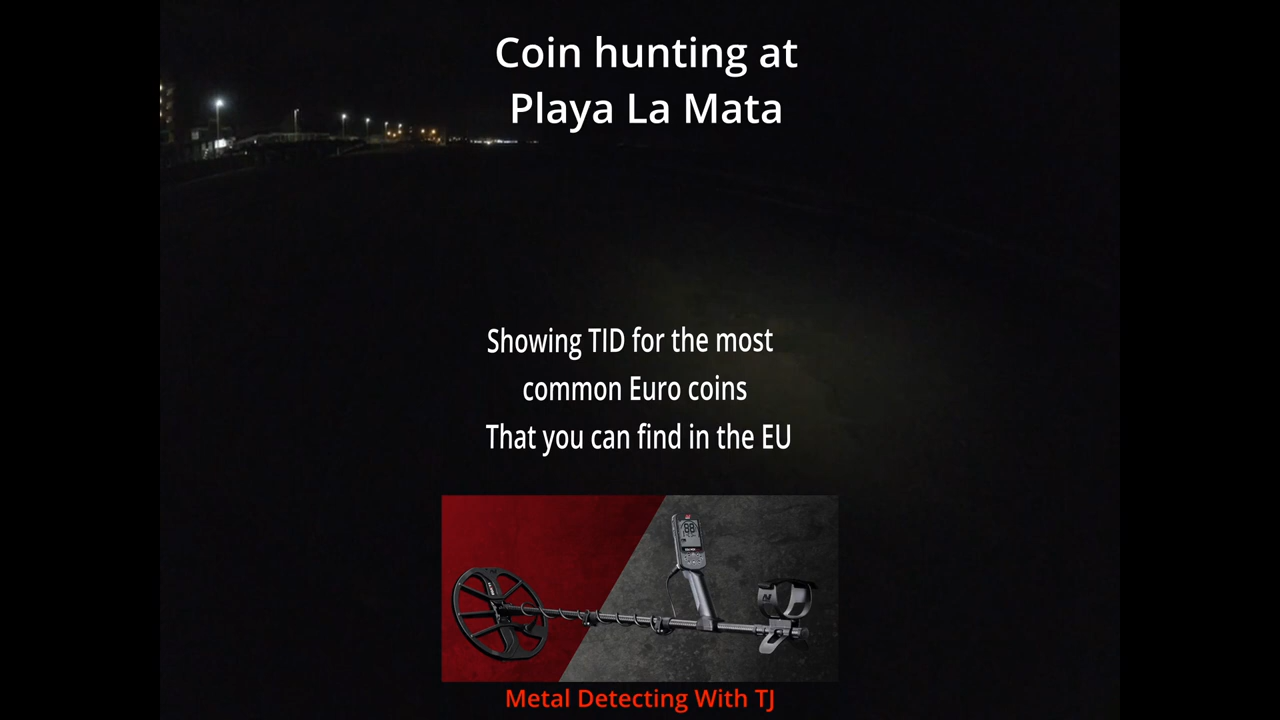 Coin hunting at
Playa La Mata
Showing TID for the most
common Euro coins
That you can find in the EU
Metal Detecting With TJ